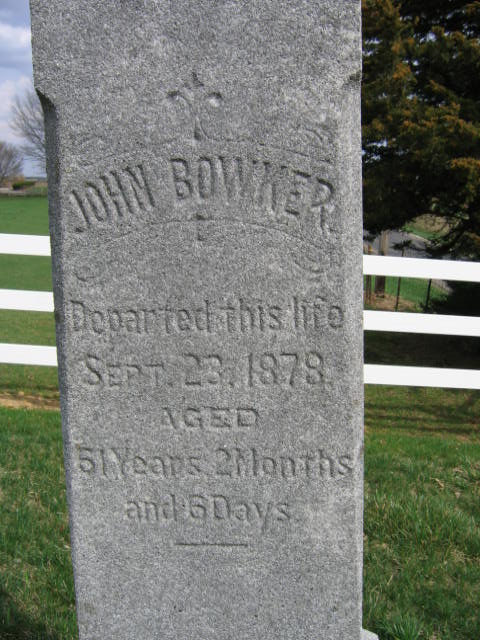 JOHN BOWKER.
Departed this life
SEPT. 23, 1878.
AGED
51 Years 2 Months
and 6 Days.